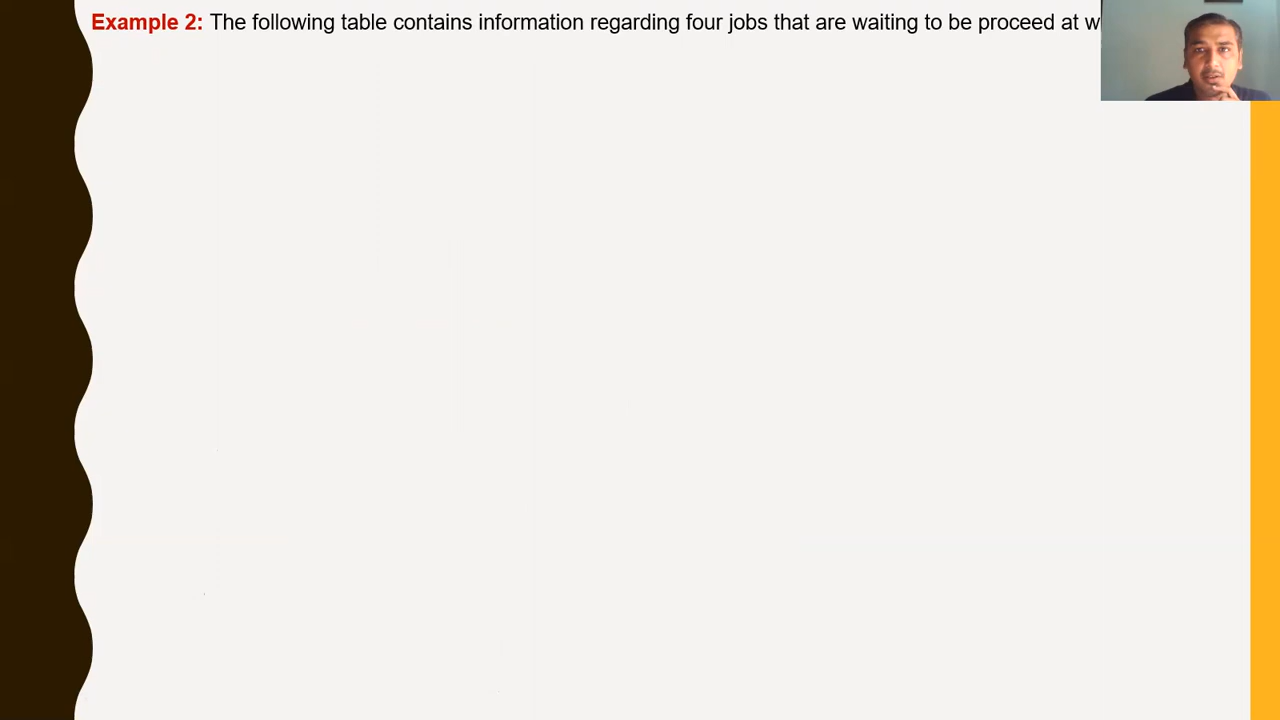 Example 2: The following table contains information regarding four jobs that are waiting to be proceed at